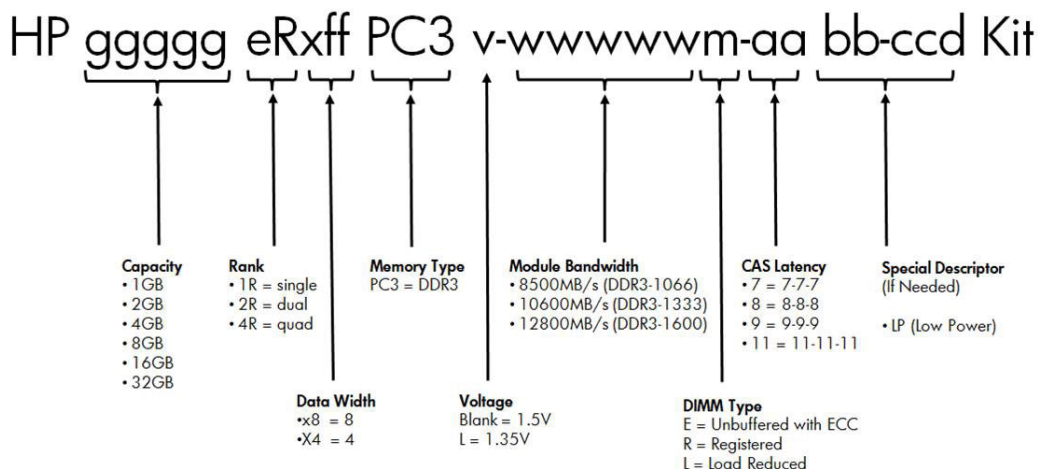 HP ggggg eRxff PC3 v-wwwwwm-aa bb-ccd Kit
Capacity
• 1GB
• 2GB
• 4GB
• 8GB
• 16GB
• 32GB
Rank
• 1R = single
• 2R = dual
• 4R = quad
Memory Type
PC3 = DDR3
Module Bandwidth
• 8500MB/s (DDR3-1066)
• 10600MB/s (DDR3-1333)
• 12800MB/s (DDR3-1600)
CAS Latency
• 7 = 7-7-7
• 8 = 8-8-8
• 9 = 9-9-9
• 11 = 11-11-11
Special Descriptor
(If Needed)
• LP (Low Power)
Data Width
•x8 = 8
•X4 = 4
Voltage
Blank = 1.5V
L = 1.35V
DIMM Type
E = Unbuffered with ECC
R = Registered
L = Load Reduced